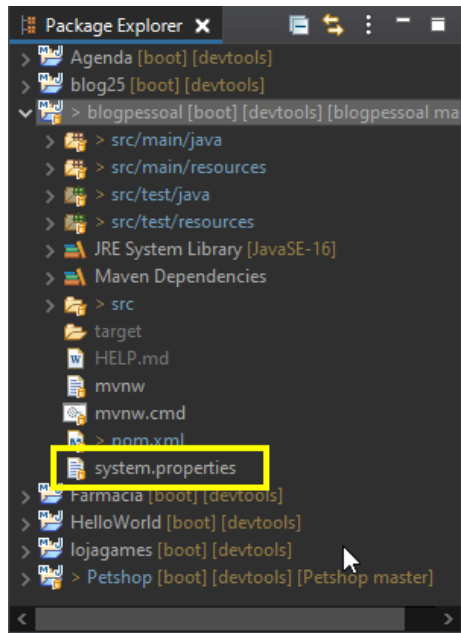 Package Explorer
Agenda [boot] [devtools]
blog25 [boot] [devtools]
> blogpessoal [boot] [devtools] [blogpessoal ma
> src/main/java
> src/main/resources
> src/test/java
> src/test/resources
JRE System Library [JavaSE-16]
Maven Dependencies
> src
target
HELP.md
mvnw
mvnw.cmd
> pom.xml
system.properties
Farmacia [boot] [devtools]
HelloWorld [boot] [devtools]
lojagames [boot] [devtools]
> Petshop [boot] [devtools] [Petshop master]